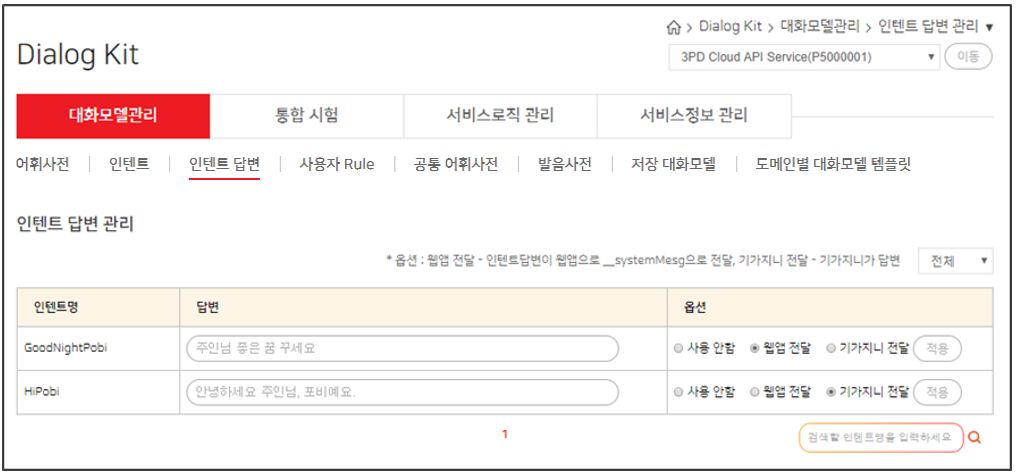 Dialog Kit > 대화모델관리 > 인텐트 답변 관리 ▼
Dialog Kit
3PD Cloud API Service(P5000001) ▼ 이동
대화모델관리 통합 시험 서비스로직 관리 서비스정보 관리
어휘사전 인텐트 인텐트 답변 사용자 Rule 공통 어휘사전 발음사전 저장 대화모델 도메인별 대화모델 템플릿
인텐트 답변 관리
* 옵션 : 웹앱 전달 - 인텐트답변이 웹앱으로 __systemMesg으로 전달, 기가지니 전달 - 기가지니가 답변 전체 ▼
인텐트명 답변 옵션
GoodNightPobi 주인님 좋은 꿈 꾸세요 사용 안함 웹앱 전달 기가지니 전달 적용
HiPobi 안녕하세요 주인님, 포비예요. 사용 안함 웹앱 전달 기가지니 전달 적용
1 검색할 인텐트명을 입력하세요